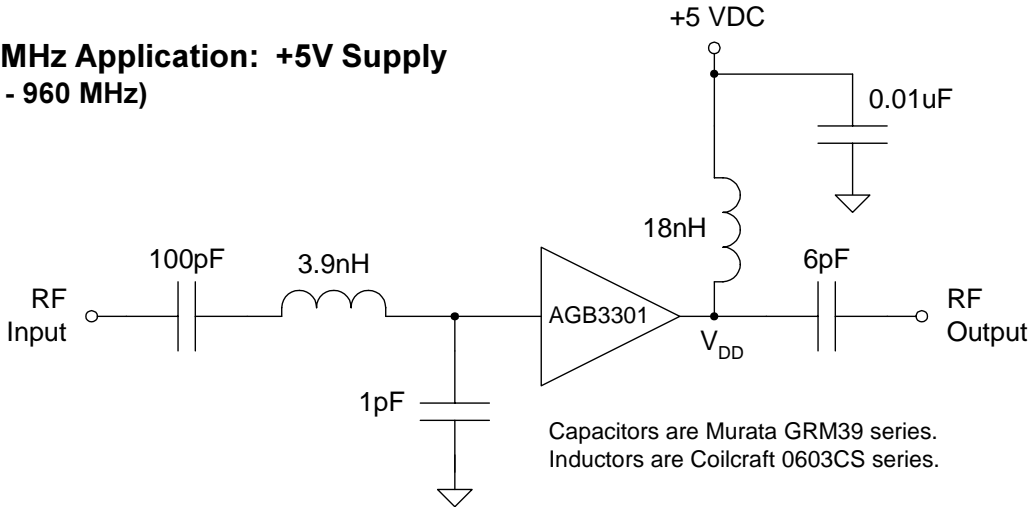 MHz Application: +5V Supply
- 960 MHz)
+5 VDC
0.01uF
18nH
100pF
3.9nH
6pF
RF
Input
AGB3301
VDD
RF
Output
1pF
Capacitors are Murata GRM39 series.
Inductors are Coilcraft 0603CS series.